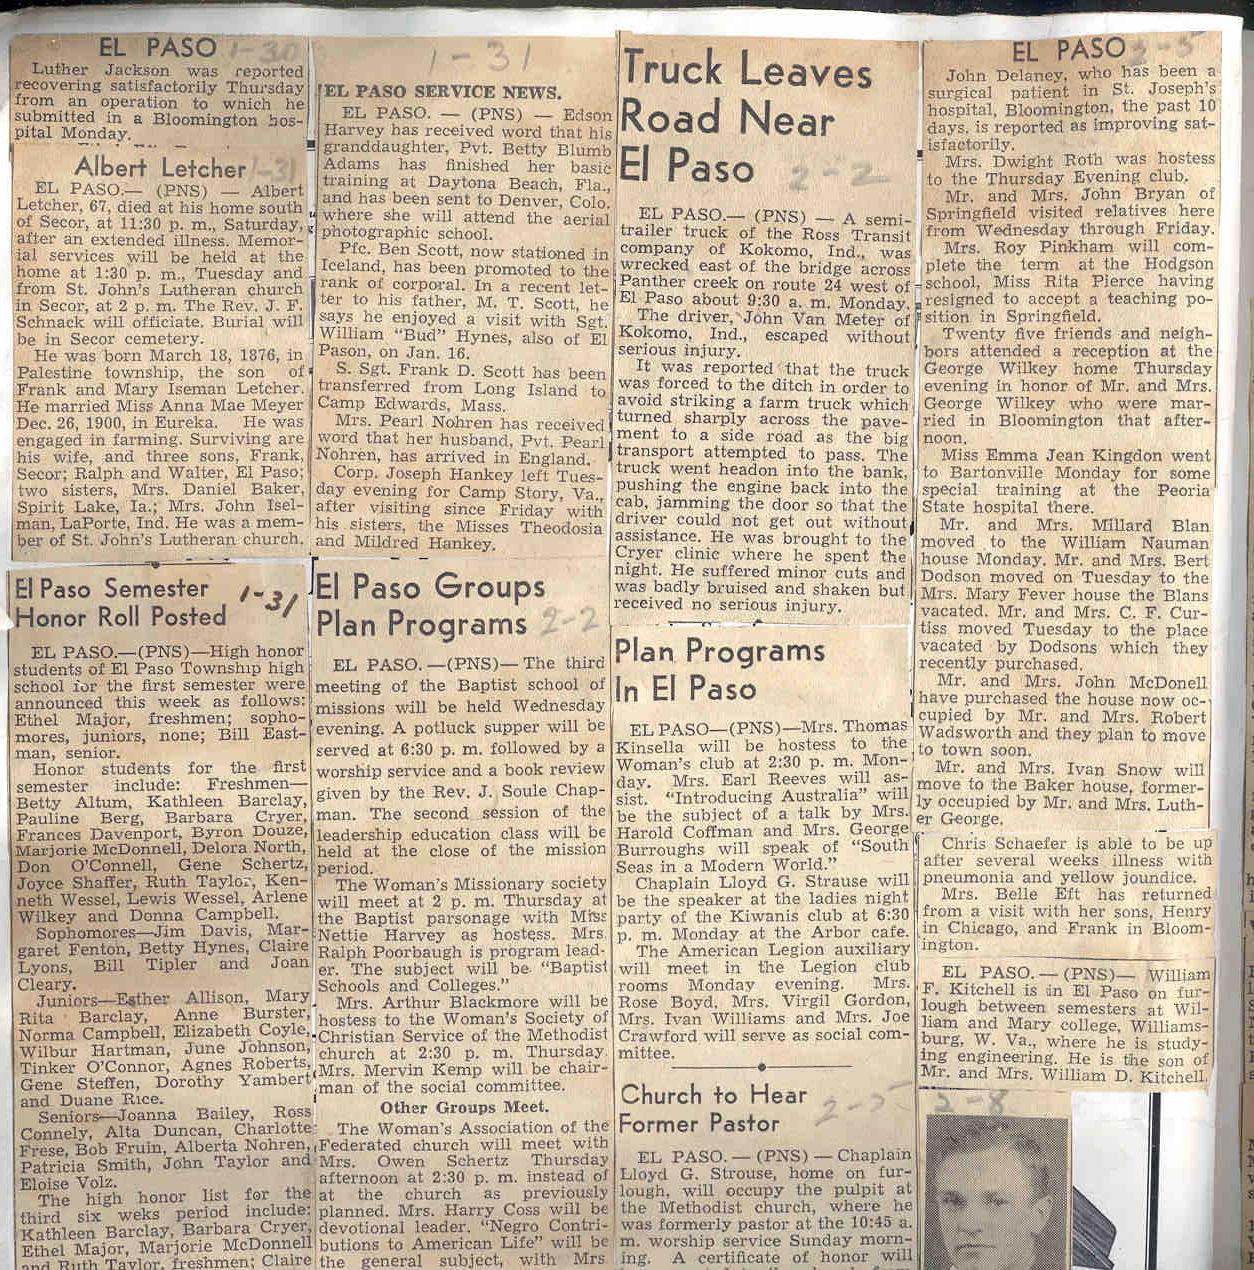 EL PASO 1-30
Luther Jackson was reported
recovering satisfactorily Thursday
from an operation to which he
submitted in a Bloomington hos-
pital Monday.
Albert Letcher 1-31
EL PASO.— (PNS) — Albert
Letcher, 67, died at his home south
of Secor, at 11:30 p. m., Saturday,
after an extended illness. Memor-
ial services will be held at the
home at 1:30 p. m., Tuesday and
from St. John's Lutheran church
in Secor, at 2 p. m. The Rev. J. F.
Schnack will officiate. Burial will
be in Secor cemetery.
He was born March 18, 1876, in
Palestine township, the son of
Frank and Mary Iseman Letcher.
He married Miss Anna Mae Meyer
Dec. 26, 1900, in Eureka. He was
engaged in farming. Surviving are
his wife, and three sons, Frank,
Secor; Ralph and Walter, El Paso;
two sisters, Mrs. Daniel Baker,
Spirit Lake, Ia.; Mrs. John Isel-
man, LaPorte, Ind. He was a mem-
ber of St. John's Lutheran church.
El Paso Semester
Honor Roll Posted
1-31
EL PASO.—(PNS)—High honor
students of El Paso Township high
school for the first semester were
announced this week as follows:
Ethel Major, freshmen; sopho-
mores, juniors, none; Bill East-
man, senior.
Honor students for the first
semester include: Freshmen—
Betty Altum, Kathleen Barclay,
Pauline Berg, Barbara Cryer,
Frances Davenport, Byron Douze,
Marjorie McDonnell, Delora North,
Don O'Connell, Gene Schertz,
Joyce Shaffer, Ruth Taylor, Ken-
neth Wessel, Lewis Wessel, Arlene
Wilkey and Donna Campbell.
Sophomores—Jim Davis, Mar-
garet Fenton, Betty Hynes, Claire
Lyons, Bill Tipler and Joan
Cleary.
Juniors—Esther Allison, Mary
Rita Barclay, Anne Burster,
Norma Campbell, Elizabeth Coyle,
Wilbur Hartman, June Johnson,
Tinker O'Connor, Agnes Roberts,
Gene Steffen, Dorothy Yambert
and Duane Rice.
Seniors—Joanna Bailey, Ross
Connely, Alta Duncan, Charlotte
Frese, Bob Fruin, Alberta Nohren,
Patricia Smith, John Taylor and
Eloise Volz.
The high honor list for the
third six weks period include:
Kathleen Barclay, Barbara Cryer,
Ethel Major, Marjorie McDonnell
and Ruth Taylor, freshmen; Claire
1-31
EL PASO SERVICE NEWS.
EL PASO. — (PNS) — Edson
Harvey has received word that his
granddaughter, Pvt. Betty Blumb
Adams has finished her basic
training at Daytona Beach, Fla.,
and has been sent to Denver, Colo.
where she will attend the aerial
photographic school.
Pfc. Ben Scott, now stationed in
Iceland, has been promoted to the
rank of corporal. In a recent let-
ter to his father, M. T. Scott, he
says he enjoyed a visit with Sgt.
William "Bud" Hynes, also of El
Pason, on Jan. 16.
S. Sgt. Frank D. Scott has been
transferred from Long Island to
Camp Edwards, Mass.
Mrs. Pearl Nohren has received
word that her husband, Pvt. Pearl
Nohren, has arrived in England.
Corp. Joseph Hankey left Tues-
day evening for Camp Story, Va.,
after visiting since Friday with
his sisters, the Misses Theodosia
and Mildred Hankey.
El Paso Groups
Plan Programs 2-2
EL PASO. —(PNS)— The third
meeting of the Baptist school of
missions will be held Wednesday
evening. A potluck supper will be
served at 6:30 p. m. followed by a
worship service and a book review
given by the Rev. J. Soule Chap-
man. The second session of the
leadership education class will be
held at the close of the mission
period.
The Woman's Missionary society
will meet at 2 p. m. Thursday at
the Baptist parsonage with Miss
Nettie Harvey as hostess. Mrs.
Ralph Poorbaugh is program lead-
er. The subject will be "Baptist
Schools and Colleges."
Mrs. Arthur Blackmore will be
hostess to the Woman's Society of
Christian Service of the Methodist
church at 2:30 p. m. Thursday.
Mrs. Mervin Kemp will be chair-
man of the social committee.
Other Groups Meet.
The Woman's Association of the
Federated church will meet with
Mrs. Owen Schertz Thursday
afternoon at 2:30 p. m. instead of
at the church as previously
planned. Mrs. Harry Coss will be
devotional leader. "Negro Contri-
butions to American Life" will be
the general subject, with Mrs.
Truck Leaves
Road Near
El Paso 2-2
EL PASO.— (PNS) — A semi-
trailer truck of the Ross Transit
company of Kokomo, Ind., was
wrecked east of the bridge across
Panther creek on route 24 west of
El Paso about 9:30 a. m. Monday.
The driver, John Van Meter of
Kokomo, Ind., escaped without
serious injury.
It was reported that the truck
was forced to the ditch in order to
avoid striking a farm truck which
turned sharply across the pave-
ment to a side road as the big
transport attempted to pass. The
truck went headon into the bank,
pushing the engine back into the
cab, jamming the door so that the
driver could not get out without
assistance. He was brought to the
Cryer clinic where he spent the
night. He suffered minor cuts and
was badly bruised and shaken but
received no serious injury.
Plan Programs
In El Paso
EL PASO—(PNS)—Mrs. Thomas
Kinsella will be hostess to the
Woman's club at 2:30 p. m. Mon-
day. Mrs. Earl Reeves will as-
sist. "Introducing Australia" will
be the subject of a talk by Mrs.
Harold Coffman and Mrs. George
Burroughs will speak of "South
Seas in a Modern World."
Chaplain Lloyd G. Strause will
be the speaker at the ladies night
party of the Kiwanis club at 6:30
p. m. Monday at the Arbor cafe.
The American Legion auxiliary
will meet in the Legion club
rooms Monday evening. Mrs.
Rose Boyd, Mrs. Virgil Gordon,
Mrs. Ivan Williams and Mrs. Joe
Crawford will serve as social com-
mittee.
Church to Hear
Former Pastor 2-5
EL PASO. — (PNS) — Chaplain
Lloyd G. Strouse, home on fur-
lough, will occupy the pulpit at
the Methodist church, where he
was formerly pastor at the 10:45 a.
m. worship service Sunday morn-
ing. A certificate of honor will
EL PASO
John Delaney, who has been a
surgical patient in St. Joseph's
hospital, Bloomington, the past 10
days, is reported as improving sat-
isfactorily.
Mrs. Dwight Roth was hostess
to the Thursday Evening club.
Mr. and Mrs. John Bryan of
Springfield visited relatives here
from Wednesday through Friday.
Mrs. Roy Pinkham will com-
plete the term at the Hodgson
school, Miss Rita Pierce having
resigned to accept a teaching po-
sition in Springfield.
Twenty five friends and neigh-
bors attended a reception at the
George Wilkey home Thursday
evening in honor of Mr. and Mrs.
George Wilkey who were mar-
ried in Bloomington that after-
noon.
Miss Emma Jean Kingdon went
to Bartonville Monday for some
special training at the Peoria
State hospital there.
Mr. and Mrs. Millard Blan
moved to the William Nauman
house Monday. Mr. and Mrs. Bert
Dodson moved on Tuesday to the
Mrs. Mary Fever house the Blans
vacated. Mr. and Mrs. C. F. Cur-
tiss moved Tuesday to the place
vacated by Dodsons which they
recently purchased.
Mr. and Mrs. John McDonell
have purchased the house now oc-
cupied by Mr. and Mrs. Robert
Wadsworth and they plan to move
to town soon.
Mr. and Mrs. Ivan Snow will
move to the Baker house, former-
ly occupied by Mr. and Mrs. Luth-
er George.
Chris Schaefer is able to be up
after several weeks illness with
pneumonia and yellow joundice.
Mrs. Belle Eft has returned
from a visit with her sons, Henry
in Chicago, and Frank in Bloom-
ington.
EL PASO. — (PNS)— William
F. Kitchell is in El Paso on fur-
lough between semesters at Wil-
liam and Mary college, Williams-
burg, W. Va., where he is study-
ing engineering. He is the son of
Mr. and Mrs. William D. Kitchell.
2-8